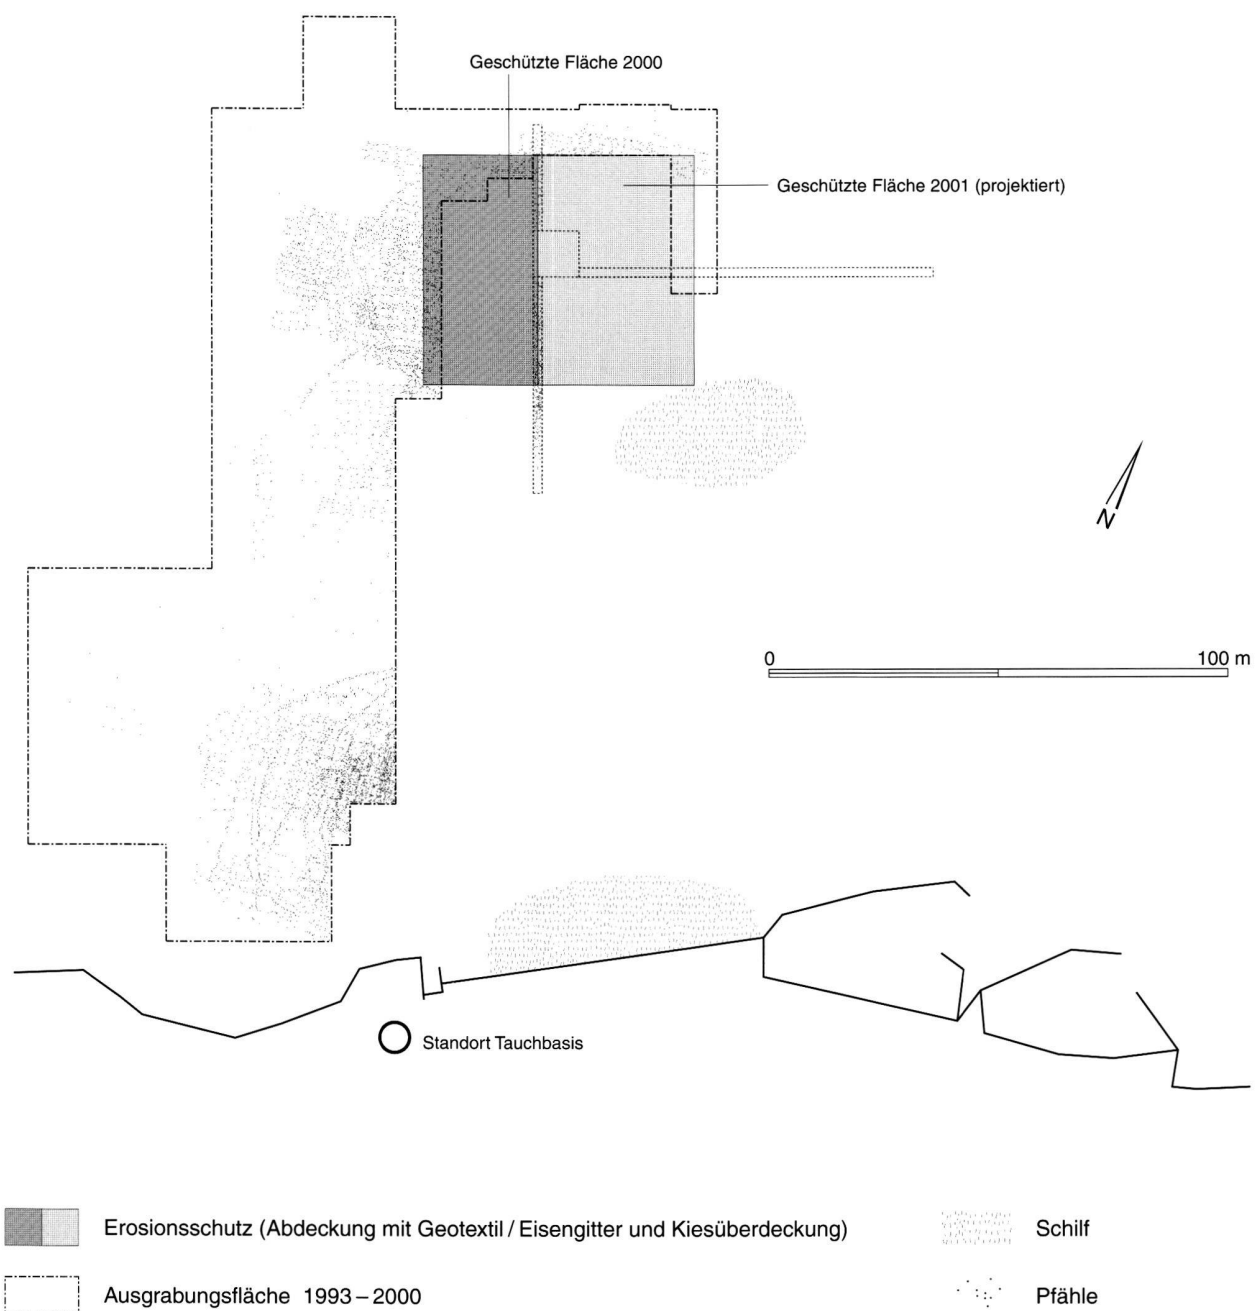 Geschützte Fläche 2000
Geschützte Fläche 2001 (projektiert)
N
0 100 m
Standort Tauchbasis
Erosionsschutz (Abdeckung mit Geotextil / Eisengitter und Kiesüberdeckung)
Schilf
Ausgrabungsfläche 1993 – 2000
Pfähle